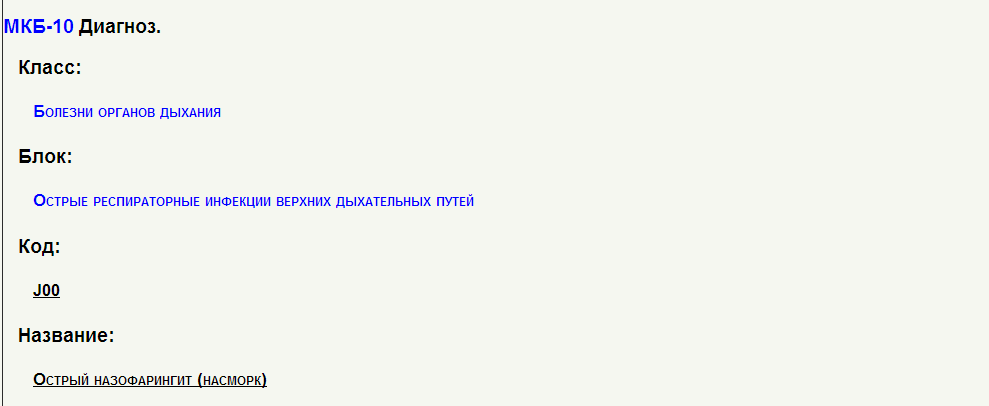 МКБ-10 Диагноз.
Класс:
Болезни органов дыхания
Блок:
Острые респираторные инфекции верхних дыхательных путей
Код:
J00
Название:
Острый назофарингит (насморк)